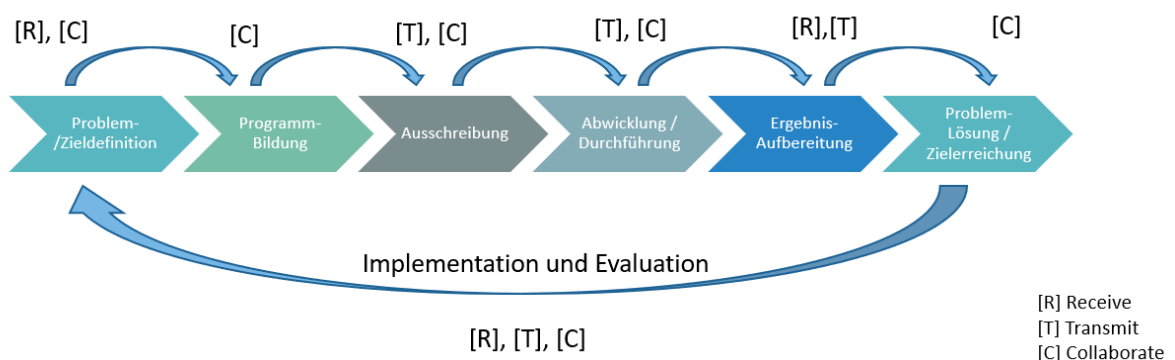 [R], [C]
[C]
[T], [C]
[T], [C]
[R],[T]
[C]
Problem-
/Zieldefinition
Programm-
Bildung
Ausschreibung
Abwicklung /
Durchführung
Ergebnis-
Aufbereitung
Problem-
Lösung /
Zielerreichung
Implementation und Evaluation
[R], [T], [C]
[R] Receive
[T] Transmit
[C] Collaborate